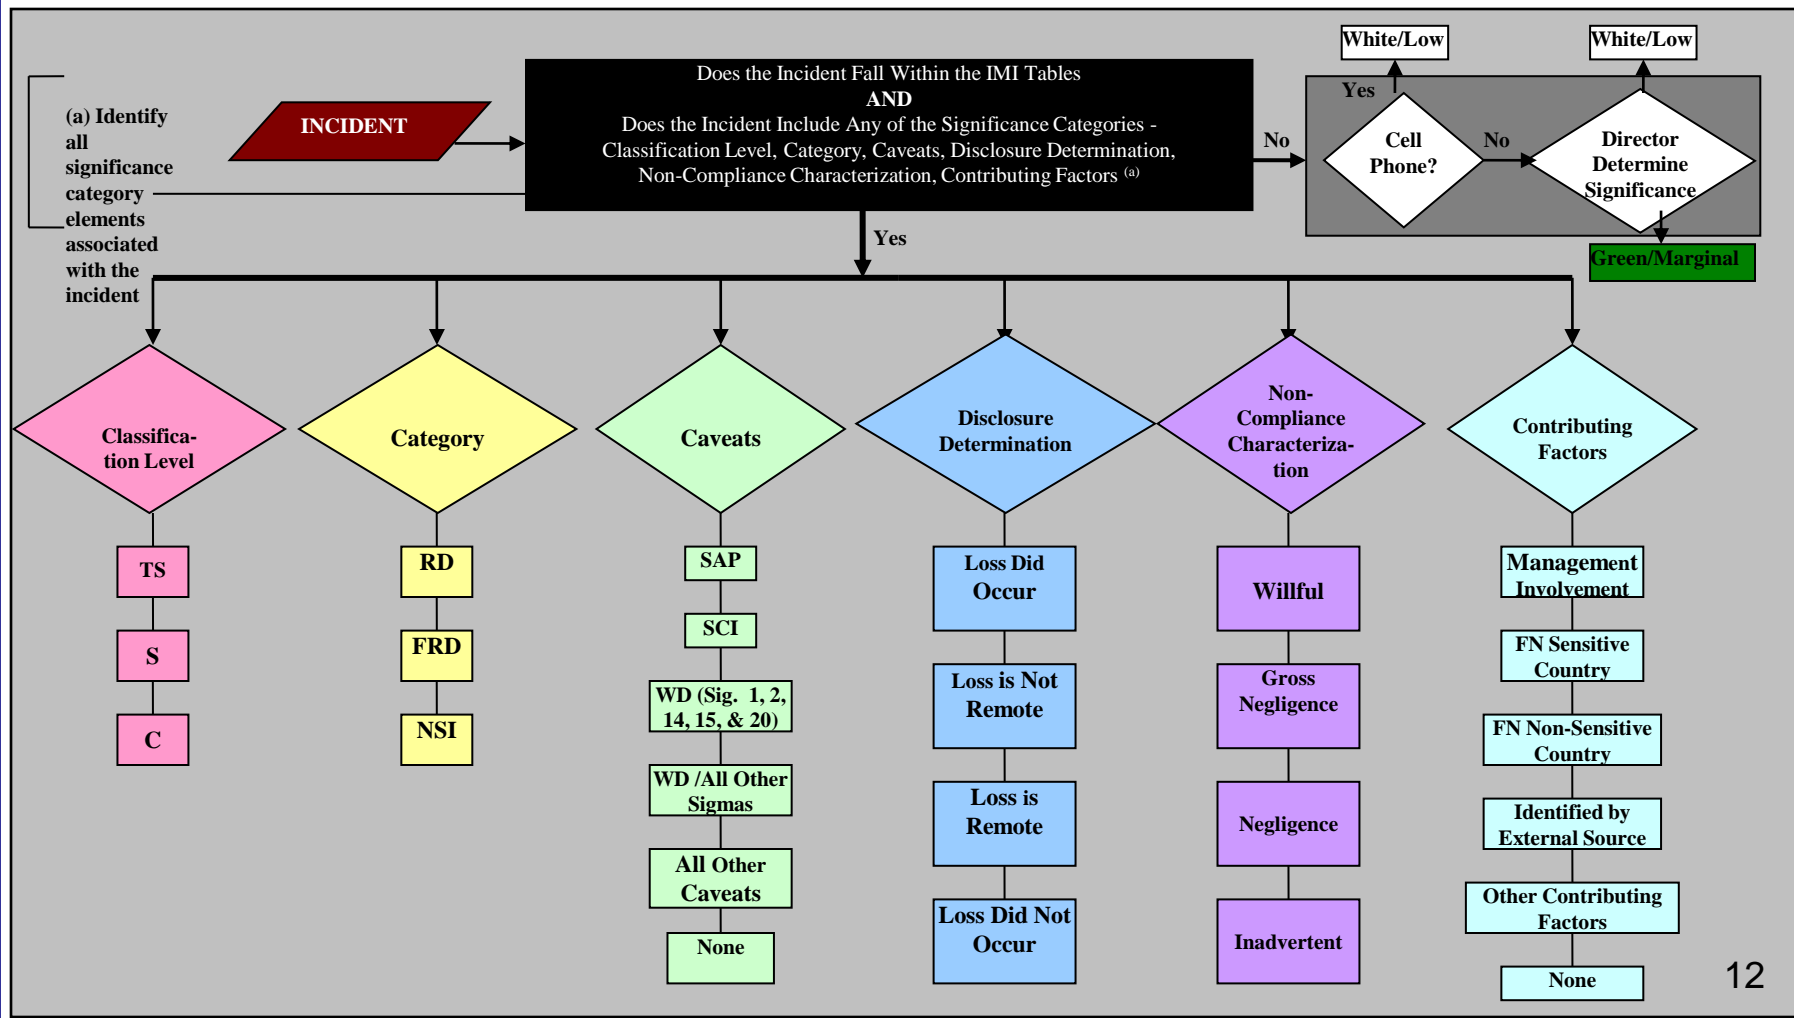 White/Low
White/Low
(a) Identify
all
significance
category
elements
associated
with the
incident
INCIDENT
Does the Incident Fall Within the IMI Tables
AND
Does the Incident Include Any of the Significance Categories -
Classification Level, Category, Caveats, Disclosure Determination,
Non-Compliance Characterization, Contributing Factors (a)
No
Yes
Cell
Phone?
No
Director
Determine
Significance
Green/Marginal
Yes
Classifica-
tion Level
Category
Caveats
Disclosure
Determination
Non-
Compliance
Characteriza-
tion
Contributing
Factors
TS
S
C
RD
FRD
NSI
SAP
SCI
WD (Sig. 1, 2,
14, 15, & 20)
WD /All Other
Sigmas
All Other
Caveats
None
Loss Did
Occur
Loss is Not
Remote
Loss is
Remote
Loss Did Not
Occur
Willful
Gross
Negligence
Negligence
Inadvertent
Management
Involvement
FN Sensitive
Country
FN Non-Sensitive
Country
Identified by
External Source
Other Contributing
Factors
None
12